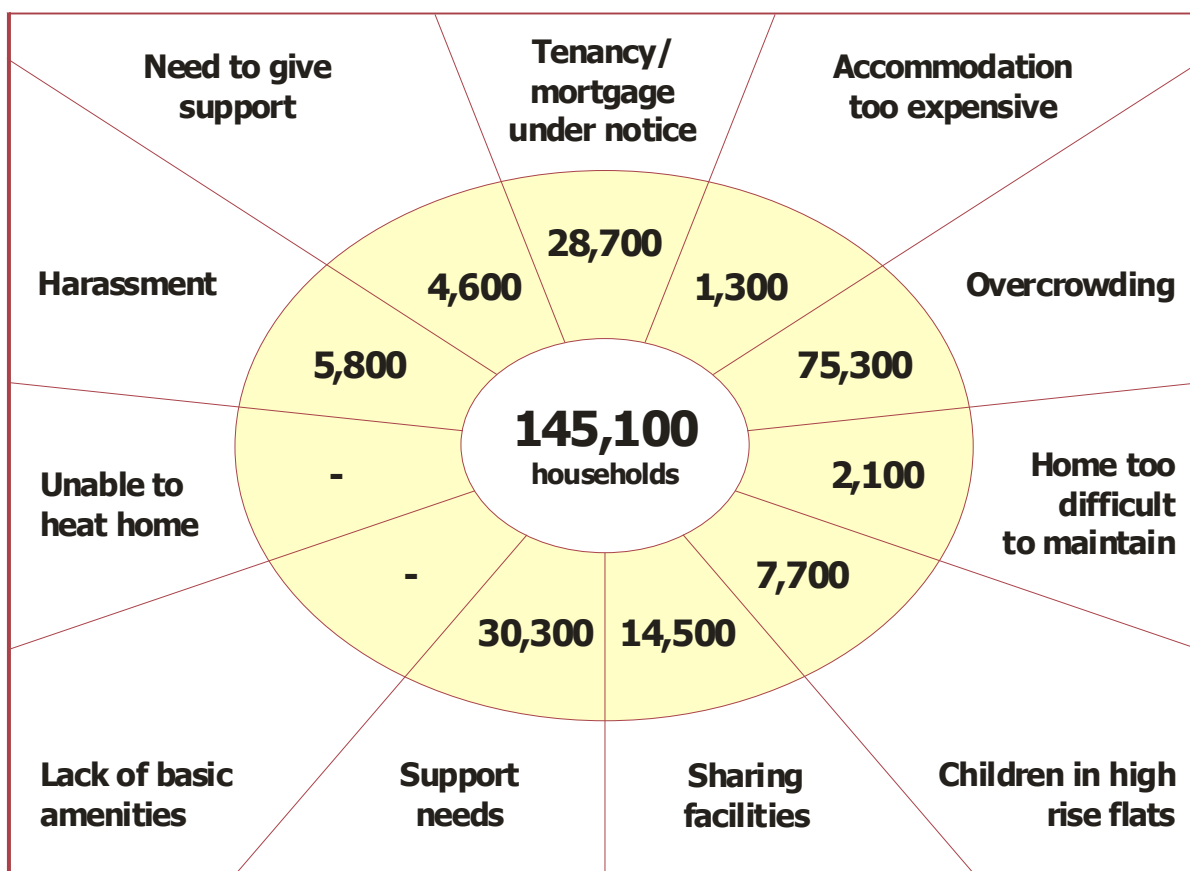 Need to give
support
Tenancy/
mortgage
under notice
Accommodation
too expensive
4,600
28,700
1,300
Harassment
Overcrowding
5,800
75,300
145,100
households
Unable to
heat home
-
2,100
Home too
difficult
to maintain
-
30,300
14,500
7,700
Lack of basic
amenities
Support
needs
Sharing
facilities
Children in high
rise flats